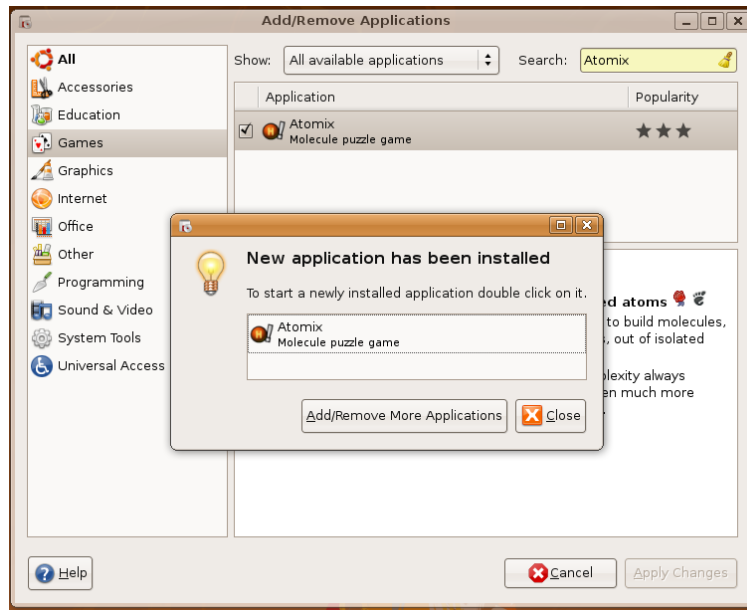 Add/Remove Applications
All
Accessories
Education
Games
Graphics
Internet
Office
Other
Programming
Sound & Video
System Tools
Universal Access
Show: All available applications Search: Atomix
Application Popularity
Atomix
Molecule puzzle game
New application has been installed
To start a newly installed application double click on it.
Atomix
Molecule puzzle game
Add/Remove More Applications Close
atoms
to build molecules,
out of isolated
always
much more
Help Cancel Apply Changes